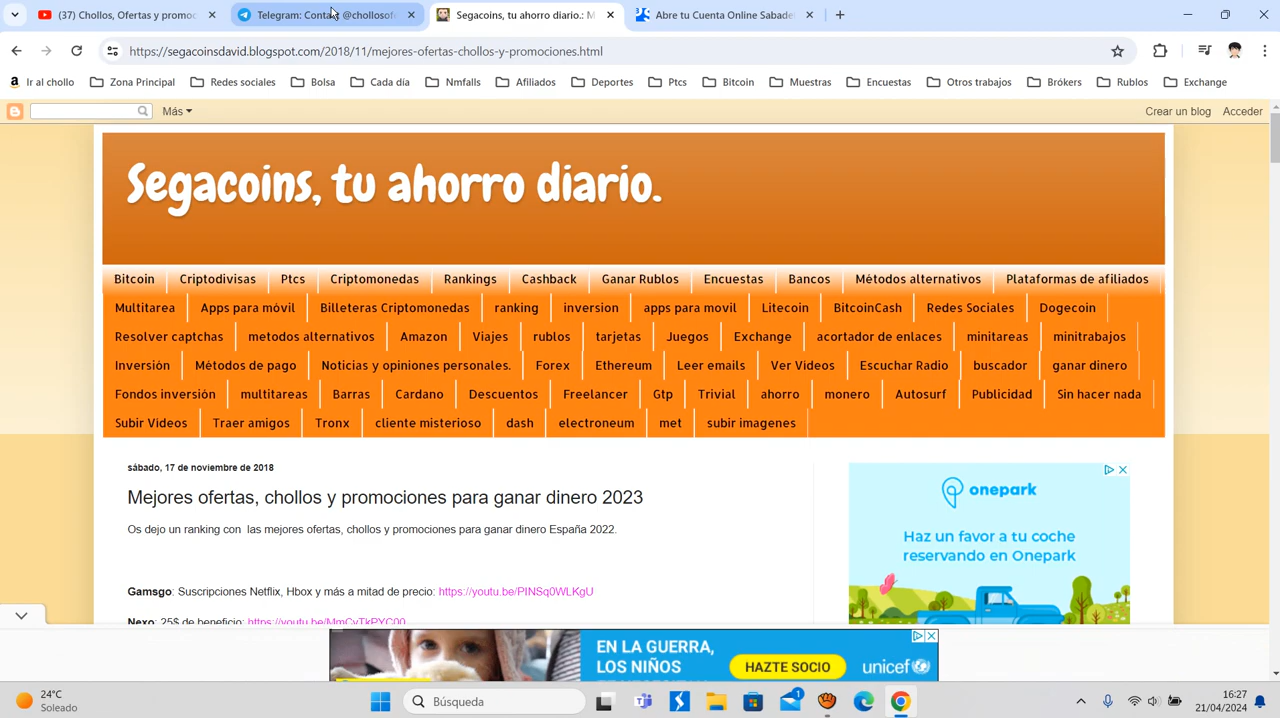 (37) Chollos, Ofertas y promoc
Telegram: Conta @chollosof
Segacoins, tu ahorro diario.: M
Abre tu Cuenta Online Sabade
https://segacoinsdavid.blogspot.com/2018/11/mejores-ofertas-chollos-y-promociones.html
Ir al chollo Zona Principal Redes sociales Bolsa Cada día Nmfalls Afiliados Deportes Ptcs Bitcoin Muestras Encuestas Otros trabajos Brókers Rublos Exchange
Más Crear un blog Acceder
Segacoins, tu ahorro diario.
Bitcoin Criptodivisas Ptcs Criptomonedas Rankings Cashback Ganar Rublos Encuestas Bancos Métodos alternativos Plataformas de afiliados
Multitarea Apps para móvil Billeteras Criptomonedas ranking inversion apps para movil Litecoin BitcoinCash Redes Sociales Dogecoin
Resolver captchas metodos alternativos Amazon Viajes rublos tarjetas Juegos Exchange acortador de enlaces minitareas minitrabajos
Inversión Métodos de pago Noticias y opiniones personales. Forex Ethereum Leer emails Ver Videos Escuchar Radio buscador ganar dinero
Fondos inversión multitareas Barras Cardano Descuentos Freelancer Gtp Trivial ahorro monero Autosurf Publicidad Sin hacer nada
Subir Videos Traer amigos Tronx cliente misterioso dash electroneum met subir imagenes
sábado, 17 de noviembre de 2018
Mejores ofertas, chollos y promociones para ganar dinero 2023
Os dejo un ranking con las mejores ofertas, chollos y promociones para ganar dinero España 2022.
Gamsgo: Suscripciones Netflix, Hbox y más a mitad de precio: https://youtu.be/PINSq0WLKgU
Nexo: 25$ de beneficio: https://youtu.be/MmCyTkPYC00
onepark
Haz un favor a tu coche
reservando en Onepark
EN LA GUERRA,
LOS NIÑOS
HAZTE SOCIO
unicef
24°C
Soleado
Búsqueda
1
16:27
21/04/2024